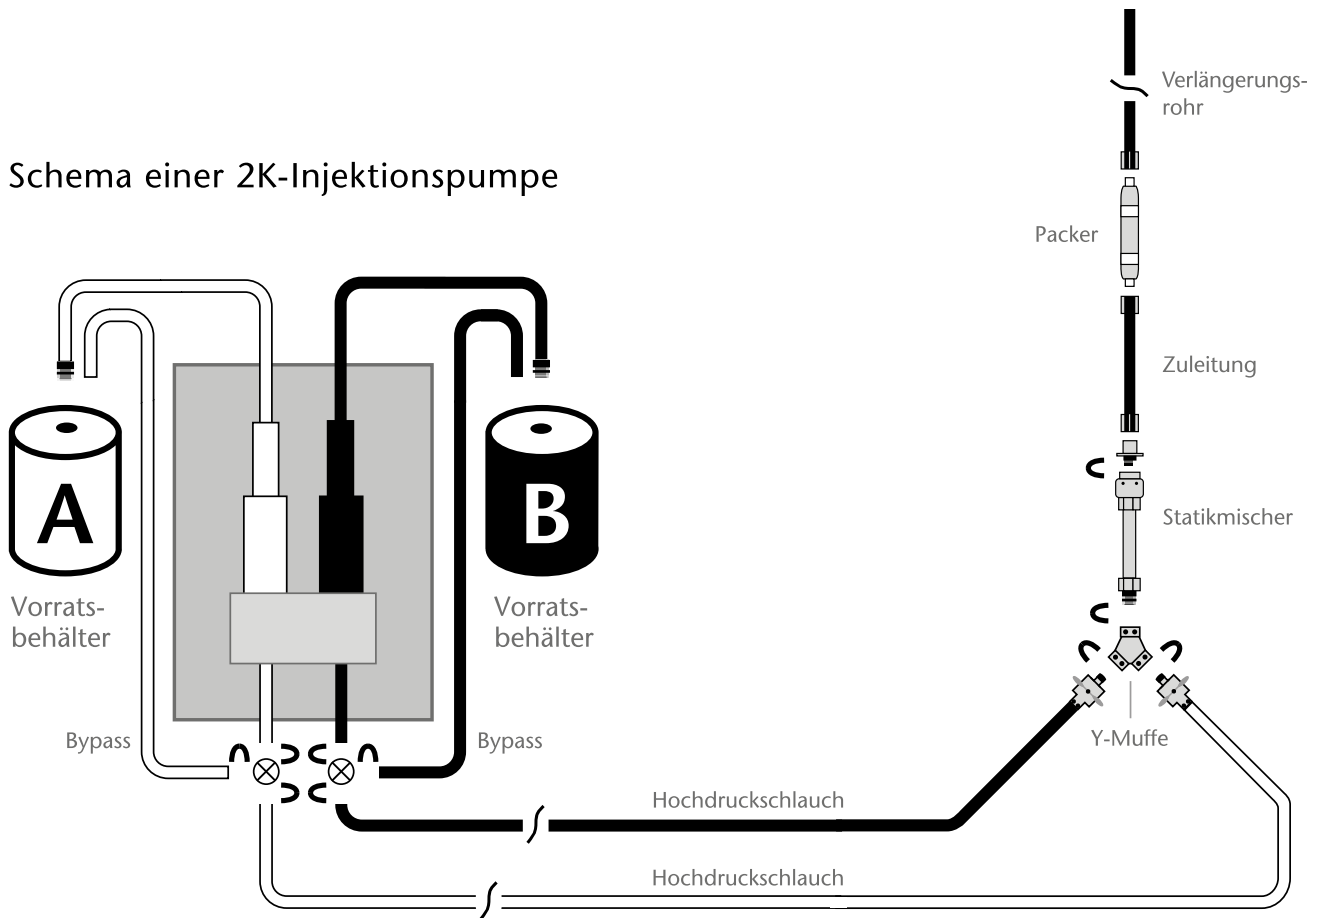 Verlängerungs-
rohr
Schema einer 2K-Injektionspumpe
Packer
Zuleitung
A
B
Statikmischer
Vorrats-
behälter
Vorrats-
behälter
Bypass
Bypass
Y-Muffe
Hochdruckschlauch
Hochdruckschlauch